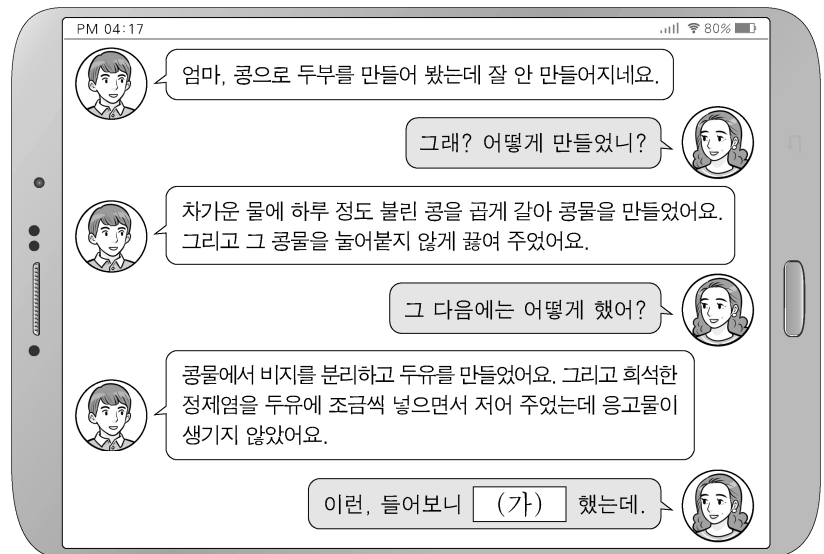 PM 04:17
80%
엄마, 콩으로 두부를 만들어 봤는데 잘 안 만들어지네요.
그래? 어떻게 만들었니?
차가운 물에 하루 정도 불린 콩을 곱게 갈아 콩물을 만들었어요.
그리고 그 콩물을 눌어붙지 않게 끓여 주었어요.
그 다음에는 어떻게 했어?
콩물에서 비지를 분리하고 두유를 만들었어요. 그리고 희석한
정제염을 두유에 조금씩 넣으면서 저어 주었는데 응고물이
생기지 않았어요.
이런, 들어보니 (가) 했는데.